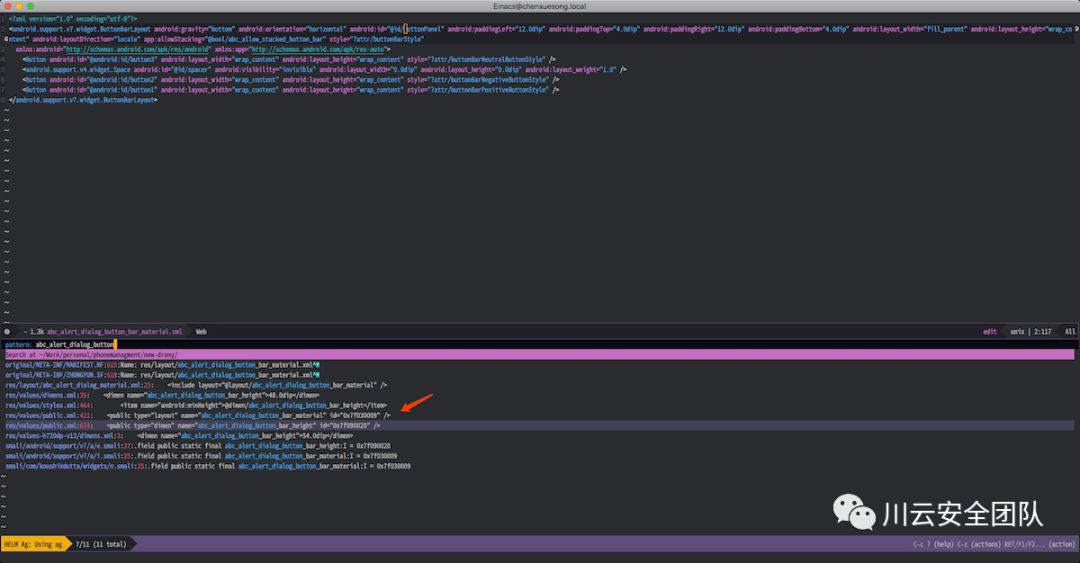 Emacs@chenxuesong.local
1 <?xml version="1.0" encoding="utf-8"?>
2 <android.support.v7.widget.ButtonBarLayout android:gravity="bottom" android:orientation="horizontal" android:id="@id/buttonPanel" android:paddingLeft="12.0dip" android:paddingTop="4.0dip" android:paddingRight="12.0dip" android:paddingBottom="4.0dip" android:layout_width="fill_parent" android:layout_height="wrap_co
ntent" android:layoutDirection="locale" app:allowStacking="@bool/abc_allow_stacked_button_bar" style="?attr/buttonBarStyle"
3 xmlns:android="http://schemas.android.com/apk/res/android" xmlns:app="http://schemas.android.com/apk/res-auto">
4 <Button android:id="@android:id/button3" android:layout_width="wrap_content" android:layout_height="wrap_content" style="?attr/buttonBarNeutralButtonStyle" />
5 <android.support.v4.widget.Space android:id="@id/spacer" android:visibility="invisible" android:layout_width="0.0dip" android:layout_height="0.0dip" android:layout_weight="1.0" />
6 <Button android:id="@android:id/button2" android:layout_width="wrap_content" android:layout_height="wrap_content" style="?attr/buttonBarNegativeButtonStyle" />
7 <Button android:id="@android:id/button1" android:layout_width="wrap_content" android:layout_height="wrap_content" style="?attr/buttonBarPositiveButtonStyle" />
8 </android.support.v7.widget.ButtonBarLayout>
- 1.3k abc_alert_dialog_button_bar_material.xml Web edit unix | 2:117 All
pattern: abc_alert_dialog_button
Search at ~/Work/personal/phonemanagment/new-drony/
original/META-INF/MANIFEST.MF:615:Name: res/layout/abc_alert_dialog_button_bar_material.xml^M
original/META-INF/ZHONGYUN.SF:618:Name: res/layout/abc_alert_dialog_button_bar_material.xml^M
res/layout/abc_alert_dialog_material.xml:23: <include layout="@layout/abc_alert_dialog_button_bar_material" />
res/values/dimens.xml:35: <dimen name="abc_alert_dialog_button_bar_height">48.0dip</dimen>
res/values/styles.xml:464: <item name="android:minHeight">@dimen/abc_alert_dialog_button_bar_height</item>
res/values/public.xml:421: <public type="layout" name="abc_alert_dialog_button_bar_material" id="0x7f030009" />
res/values/public.xml:674: <public type="dimen" name="abc_alert_dialog_button_bar_height" id="0x7f090020" />
res/values-h720dp-v13/dimens.xml:3: <dimen name="abc_alert_dialog_button_bar_height">54.0dip</dimen>
smali/android/support/v7/a/e.smali:37:.field public static final abc_alert_dialog_button_bar_height:I = 0x7f090020
smali/android/support/v7/a/i.smali:25:.field public static final abc_alert_dialog_button_bar_material:I = 0x7f030009
smali/com/koushikdutta/widgets/n.smali:25:.field public static final abc_alert_dialog_button_bar_material:I = 0x7f030009
川云安全团队
HELM Ag: Using ag 7/11 (11 total) C-c ? (help) C-z (actions) RET/F1/F2... (action)